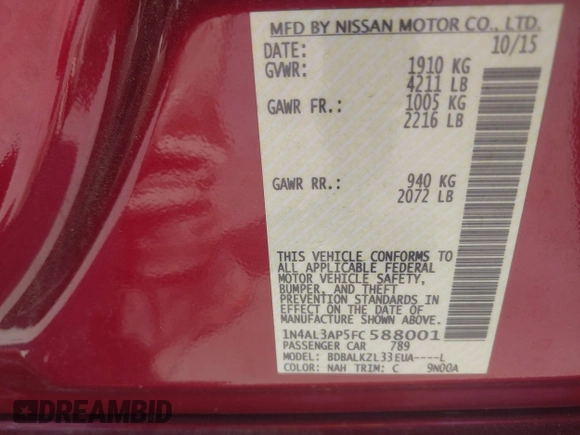 MFD BY NISSAN MOTOR CO., LTD.
DATE: 10/15
GVWR: 1910 KG
4211 LB
GAWR FR.: 1005 KG
2216 LB
GAWR RR.: 940 KG
2072 LB
THIS VEHICLE CONFORMS TO
ALL APPLICABLE FEDERAL
MOTOR VEHICLE SAFETY,
BUMPER, AND THEFT
PREVENTION STANDARDS IN
EFFECT ON THE DATE OF
MANUFACTURE SHOWN ABOVE.
1N4AL3AP5FC588001
PASSENGER CAR 789
MODEL: BDBALKZL33EUA----L
COLOR: NAH TRIM: C 9N00A
DREAMBID